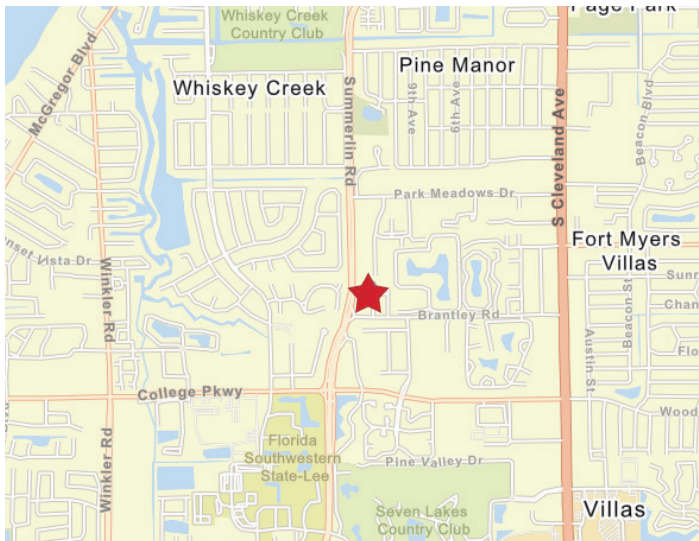 Page Park
Whiskey Creek
Country Club
McGregor Blvd
Whiskey Creek
Pine Manor
Summerlin Rd
9th Ave
6th Ave
S Cleveland Ave
Beacon Blvd
Park Meadows Dr
Fort Myers
Villas
Vista Dr
Winkler Rd
Brantley Rd
Beacon St
Austin St
College Pkwy
Florida
Southwestern
State-Lee
Winkler Rd
Pine Valley Dr
Seven Lakes
Country Club
Villas